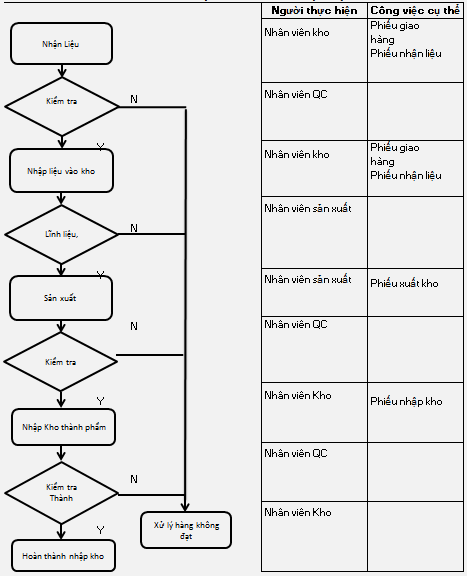 Người thực hiện
Công việc cụ thể
Nhận Liệu
Nhân viên kho
Phiếu giao
hàng
Phiếu nhận liệu
Kiểm tra
N
Nhân viên QC
Y
Nhập liệu vào kho
Nhân viên kho
Phiếu giao
hàng
Phiếu nhận liệu
Lĩnh liệu,
N
Nhân viên sản xuất
Y
Sản xuất
Nhân viên sản xuất
Phiếu xuất kho
N
Kiểm tra
Nhân viên QC
Y
Nhập Kho thành phẩm
Nhân viên Kho
Phiếu nhập kho
Kiểm tra
Thành
N
Nhân viên QC
Y
Xử lý hàng không
đạt
Hoàn thành nhập kho
Nhân viên Kho